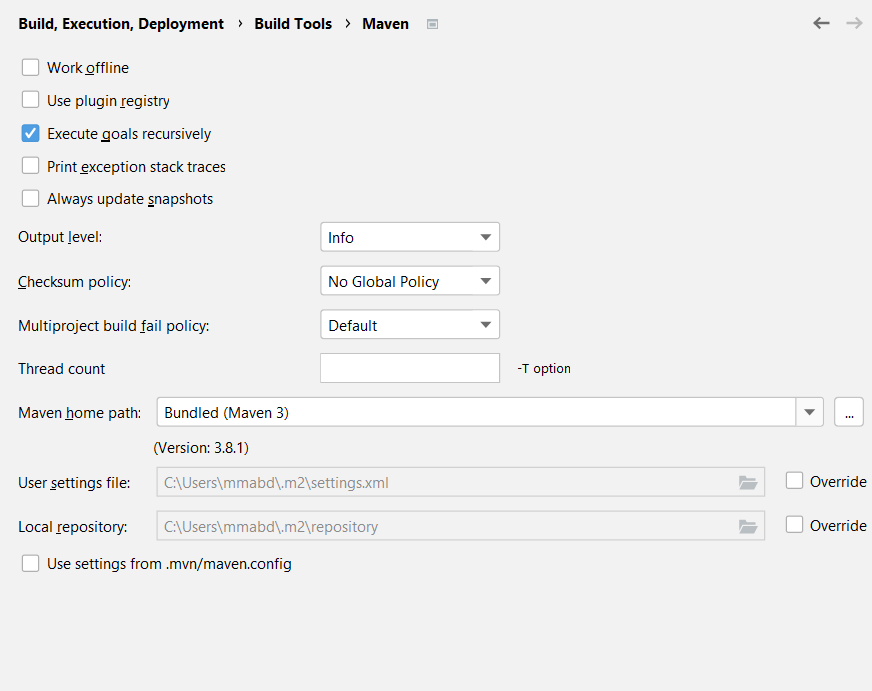 Build, Execution, Deployment › Build Tools › Maven
Work offline
Use plugin registry
Execute goals recursively
Print exception stack traces
Always update snapshots
Output level: Info
Checksum policy: No Global Policy
Multiproject build fail policy: Default
Thread count -T option
Maven home path: Bundled (Maven 3) ...
(Version: 3.8.1)
User settings file: C:\Users\mmabd\.m2\settings.xml Override
Local repository: C:\Users\mmabd\.m2\repository Override
Use settings from .mvn/maven.config